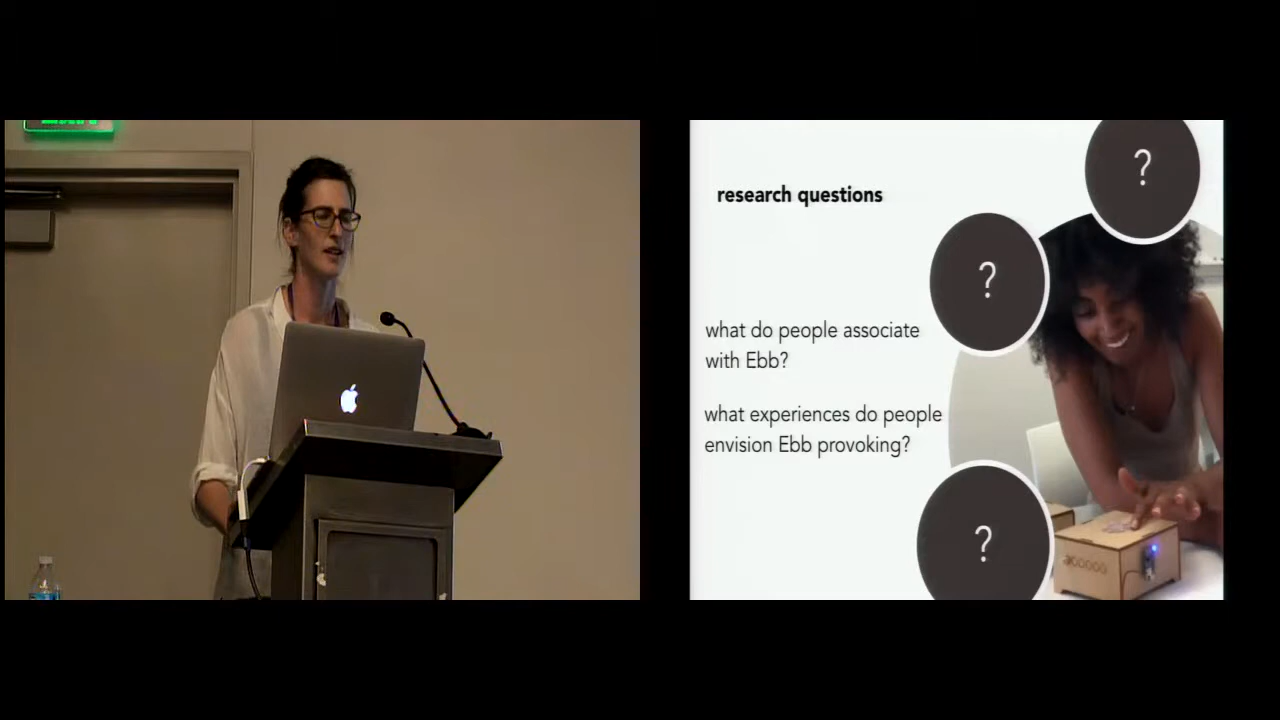 research questions
?
?
what do people associate
with Ebb?
what experiences do people
envision Ebb provoking?
?